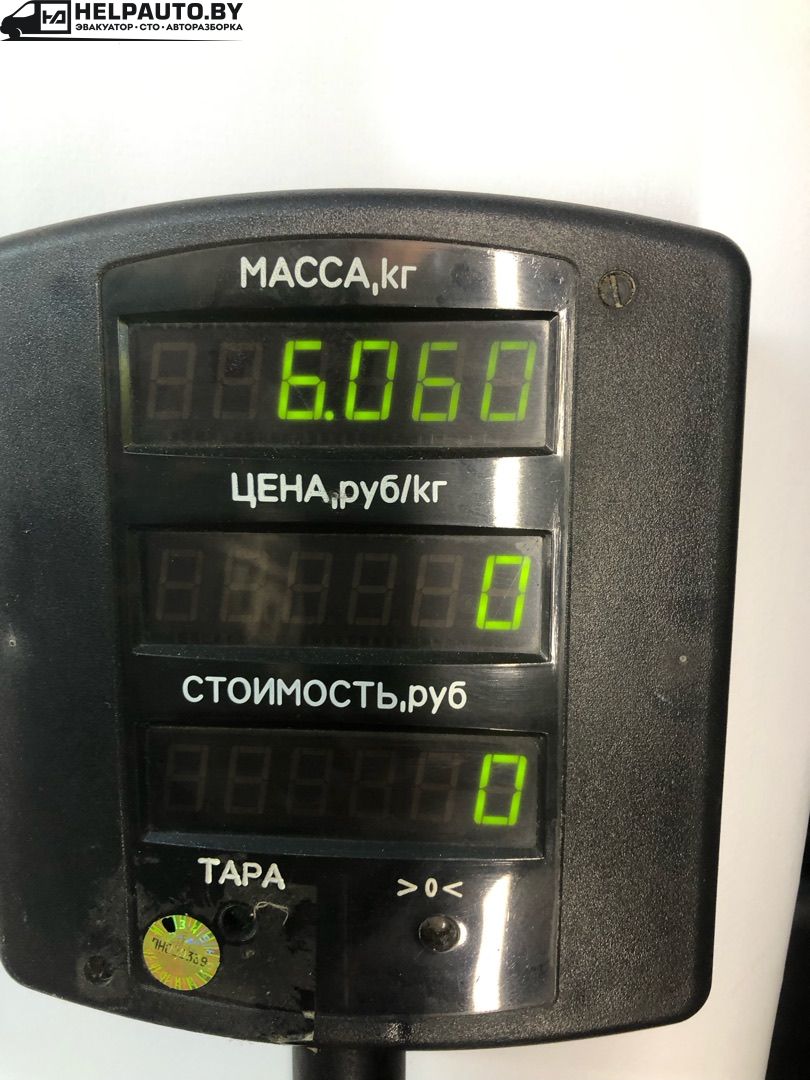 HELPAUTO.BY
ЭВАКУАТОР • СТО • АВТОРАЗБОРКА
МАССА,кг
6.060
ЦЕНА,руб/кг
0
СТОИМОСТЬ,руб
0
ТАРА
>0<